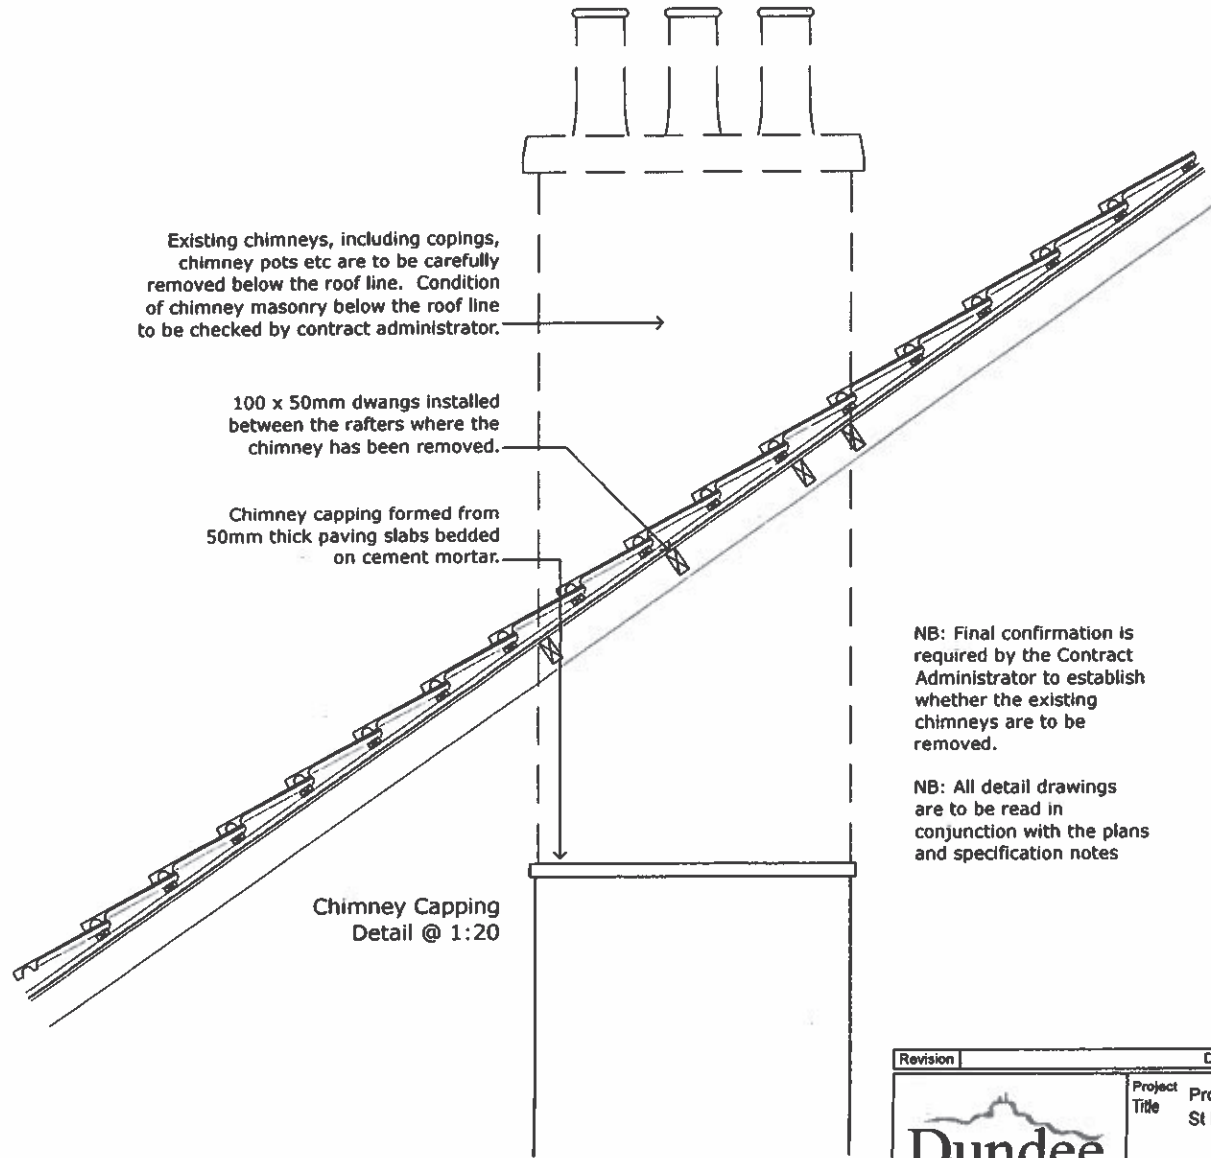 Existing chimneys, including copings,
chimney pots etc are to be carefully
removed below the roof line. Condition
of chimney masonry below the roof line
to be checked by contract administrator.
100 x 50mm dwangs installed
between the rafters where the
chimney has been removed.
Chimney capping formed from
50mm thick paving slabs bedded
on cement mortar.
NB: Final confirmation is
required by the Contract
Administrator to establish
whether the existing
chimneys are to be
removed.
NB: All detail drawings
are to be read in
conjunction with the plans
and specification notes
Chimney Capping
Detail @ 1:20
Revision
Project
Title
St
Dundee